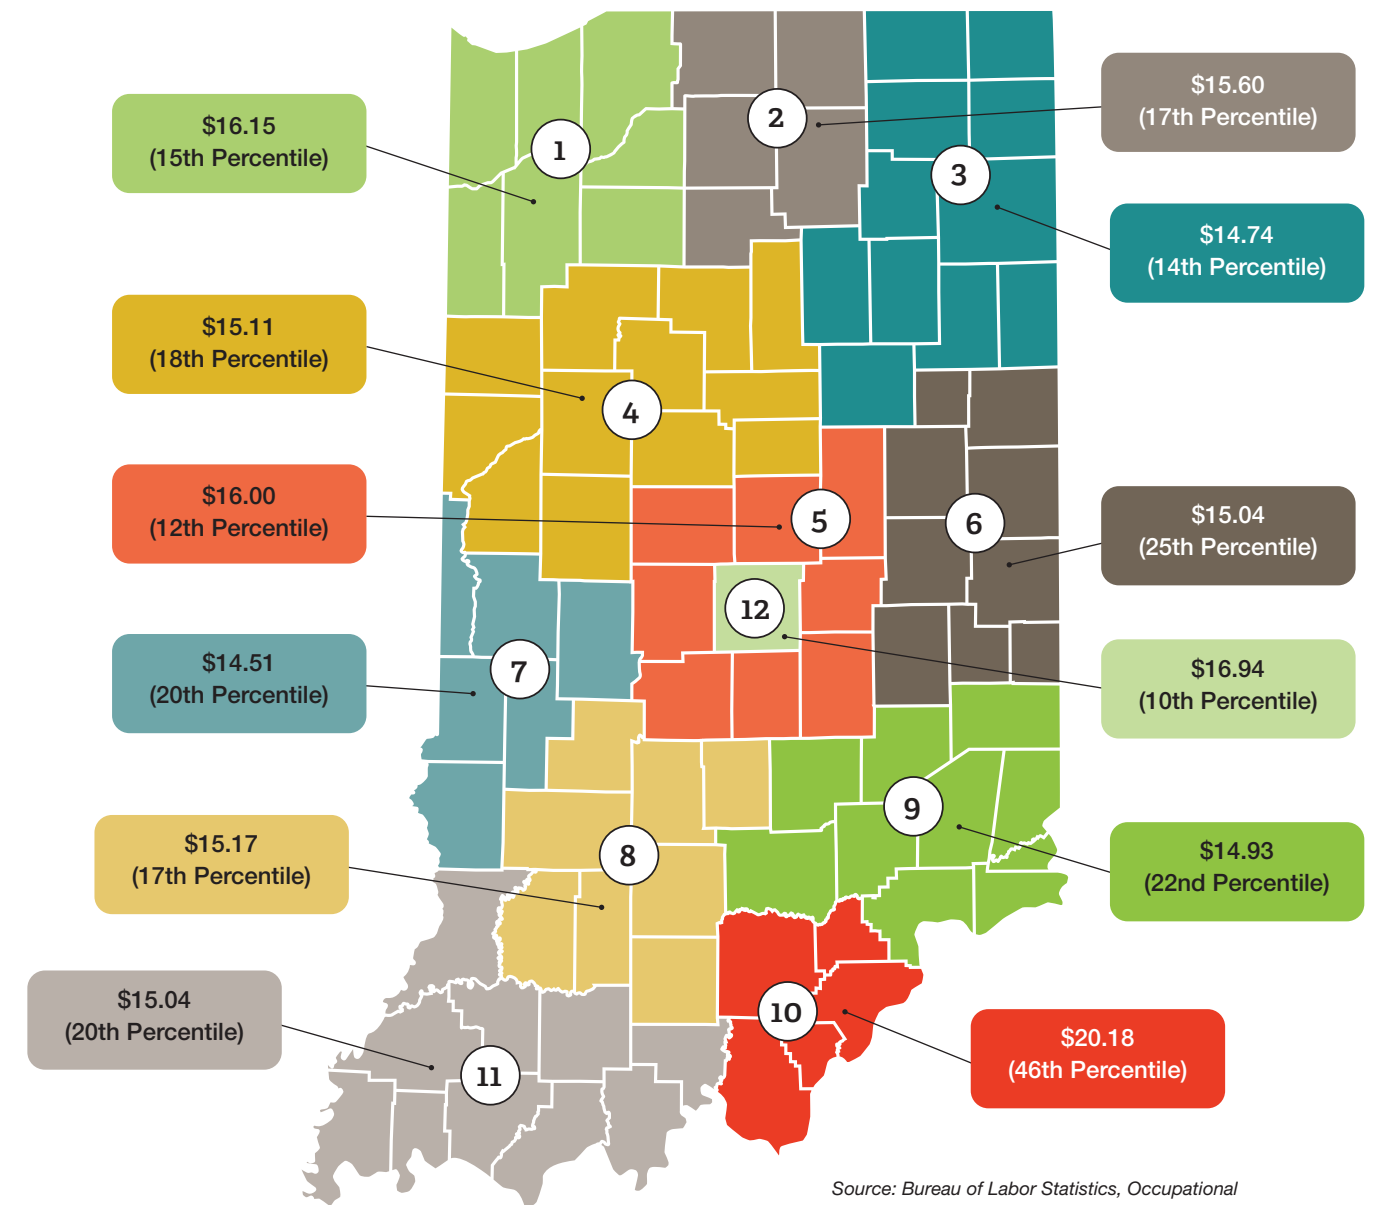 $15.60
(17th Percentile)
$16.15
(15th Percentile)
2
1
3
$14.74
(14th Percentile)
$15.11
(18th Percentile)
4
$16.00
(12th Percentile)
5
6
$15.04
(25th Percentile)
12
$14.51
(20th Percentile)
7
$16.94
(10th Percentile)
9
$15.17
(17th Percentile)
8
$14.93
(22nd Percentile)
10
$15.04
(20th Percentile)
11
$20.18
(46th Percentile)
Source: Bureau of Labor Statistics, Occupational